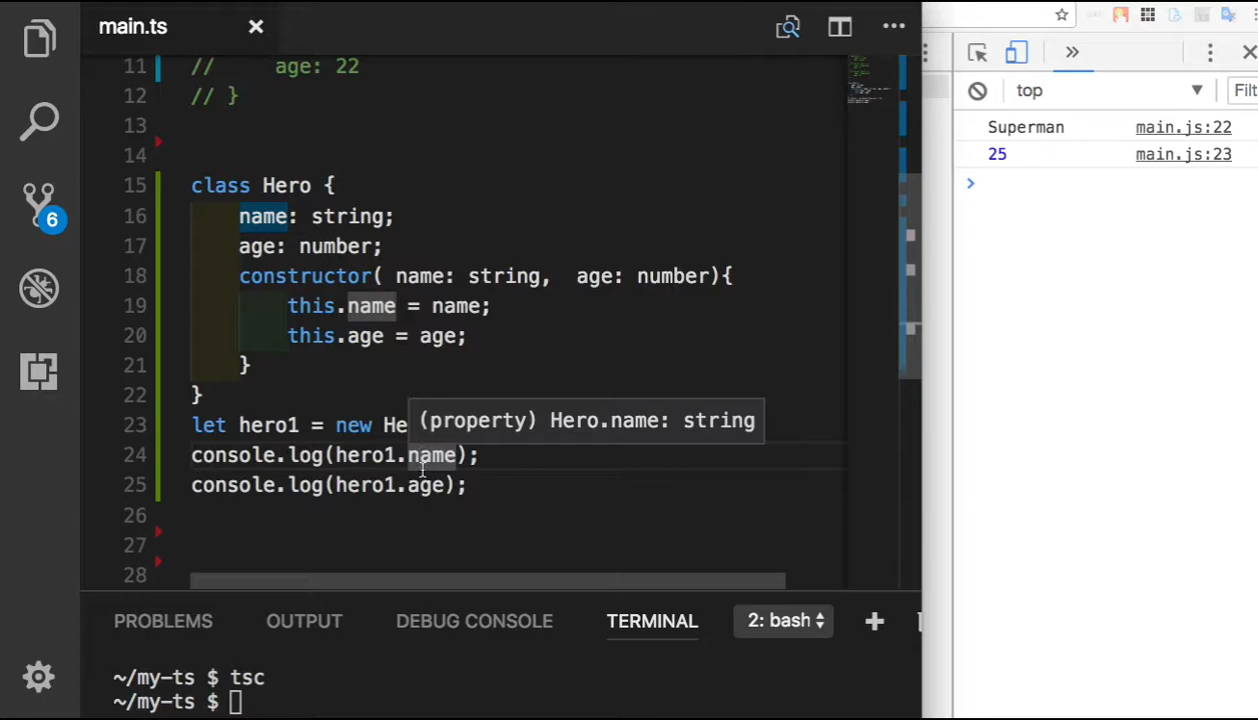 main.ts
11 //     age: 22
12 // }
13
14
15 class Hero {
16     name: string;
17     age: number;
18     constructor( name: string,  age: number){
19         this.name = name;
20         this.age = age;
21     }
22 }
23 let hero1 = new He
(property) Hero.name: string
24 console.log(hero1.name);
25 console.log(hero1.age);
26
27
28
6
PROBLEMS OUTPUT DEBUG CONSOLE TERMINAL 2: bash
~/my-ts $ tsc
~/my-ts $
top Filt
Superman main.js:22
25 main.js:23